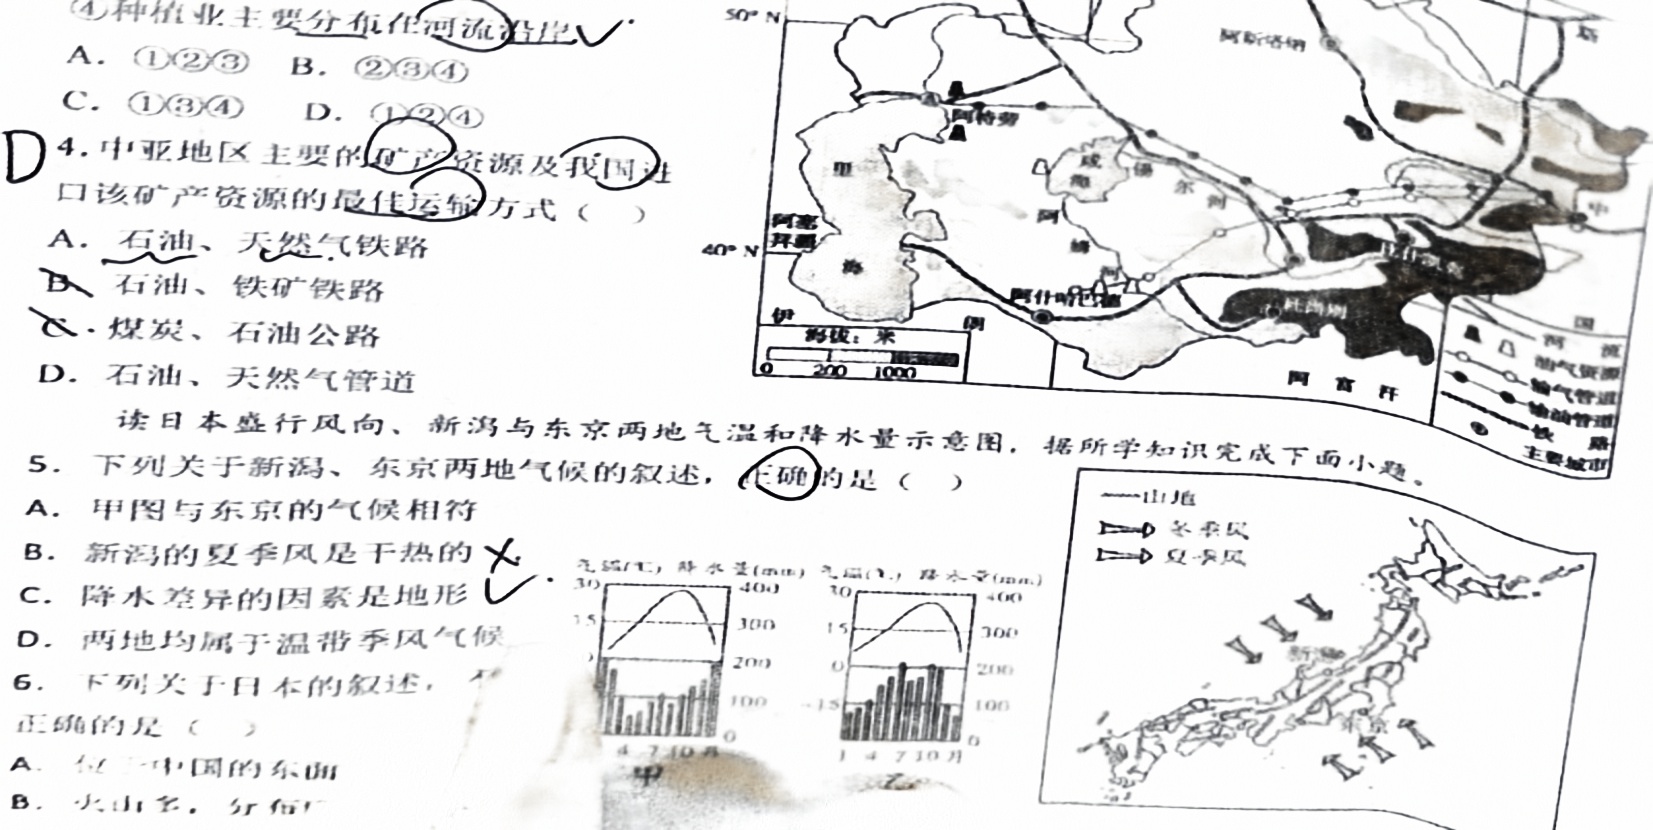 ④种植业主要分布在河流沿岸
A. ①②③ B. ②③④
C. ①③④ D. ①②④
D 4.中亚地区主要的矿产资源及我国进
口该矿产资源的最佳运输方式（ ）
A. 石油、天然气铁路
B. 石油、铁矿铁路
C. 煤炭、石油公路
D. 石油、天然气管道
读日本盛行风向、新潟与东京两地气温和降水量示意图，据所学知识完成下面小题。
5. 下列关于新潟、东京两地气候的叙述，正确的是（ ）
A. 甲图与东京的气候相符
B. 新潟的夏季风是干热的
C. 降水差异的因素是地形
D. 两地均属于温带季风气候
6. 下列关于日本的叙述，不
正确的是（ ）
A. 位于中国的东面
B. 火山多，分布广
50° N
阿斯塔纳
斯
阿特劳
里
咸海
锡尔河
阿姆河
中
阿塞拜疆
40° N
海
阿什哈巴德
杜尚别
伊
朗
国
海拔：米
0 200 1000
阿富汗
河流
油气资源
输气管道
输油管道
铁路
主要城市
气温(℃) 降水量(mm) 气温(℃) 降水量(mm)
30 400 30 400
15 300 15 300
0 200 0 200
100 -15 100
0 0
4 7 10 月 1 4 7 10 月
甲 乙
山地
冬季风
夏季风
新潟
东京